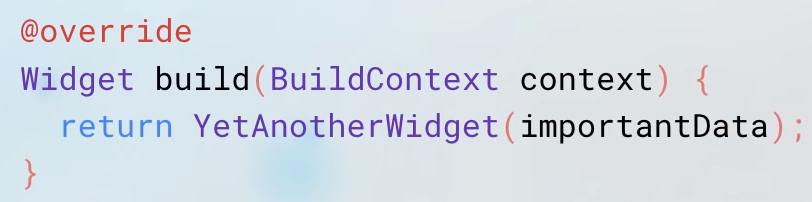 @override
Widget build(BuildContext context) {
  return YetAnotherWidget(importantData);
}